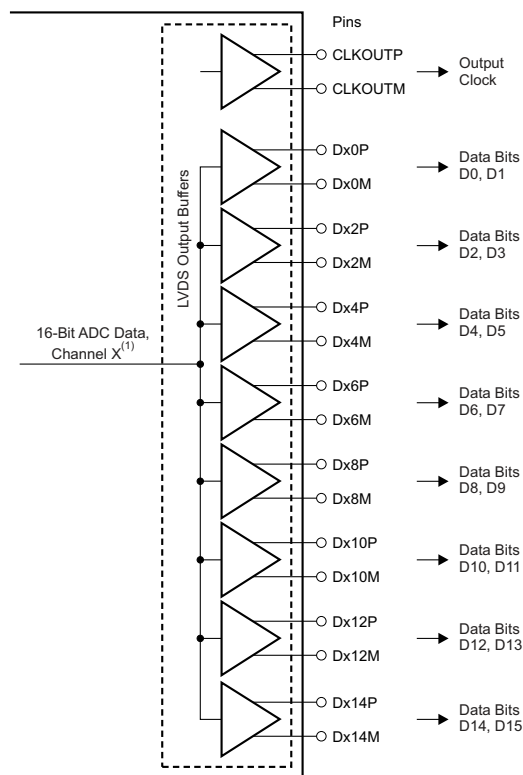 Pins
CLKOUTP
CLKOUTM
Output
Clock
LVDS Output Buffers
Dx0P
Dx0M
Data Bits
D0, D1
Dx2P
Dx2M
Data Bits
D2, D3
Dx4P
Dx4M
Data Bits
D4, D5
16-Bit ADC Data,
Channel X(1)
Dx6P
Dx6M
Data Bits
D6, D7
Dx8P
Dx8M
Data Bits
D8, D9
Dx10P
Dx10M
Data Bits
D10, D11
Dx12P
Dx12M
Data Bits
D12, D13
Dx14P
Dx14M
Data Bits
D14, D15